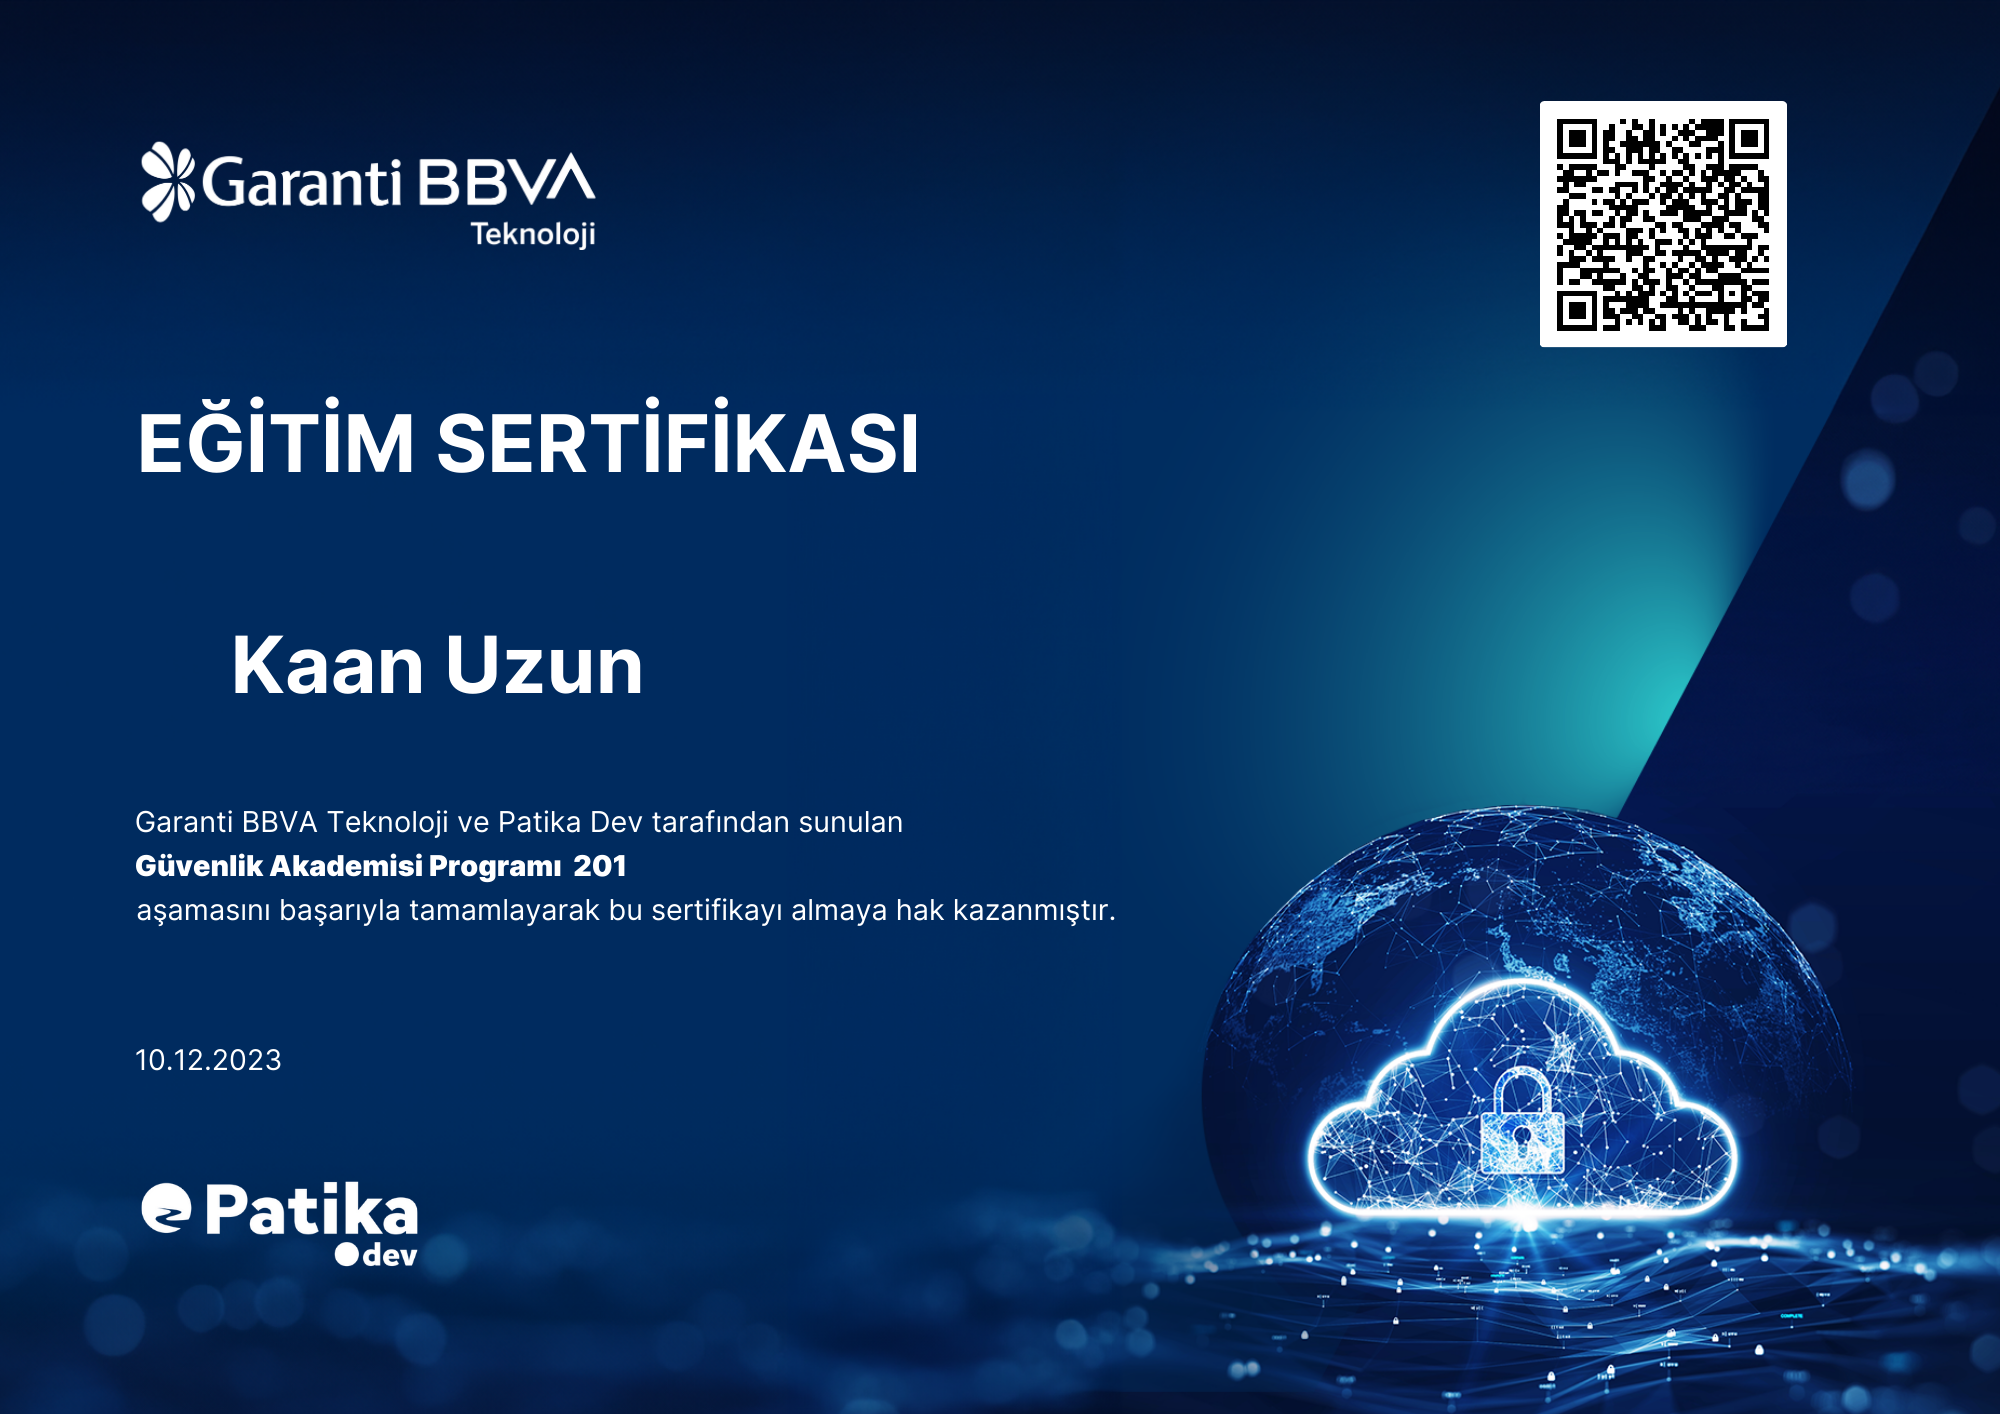 Garanti BBVA
Teknoloji
EĞİTİM SERTİFİKASI
Kaan Uzun
Garanti BBVA Teknoloji ve Patika Dev tarafından sunulan
Güvenlik Akademisi Programı 201
aşamasını başarıyla tamamlayarak bu sertifikayı almaya hak kazanmıştır.
10.12.2023
Patika
dev
COMPLETE